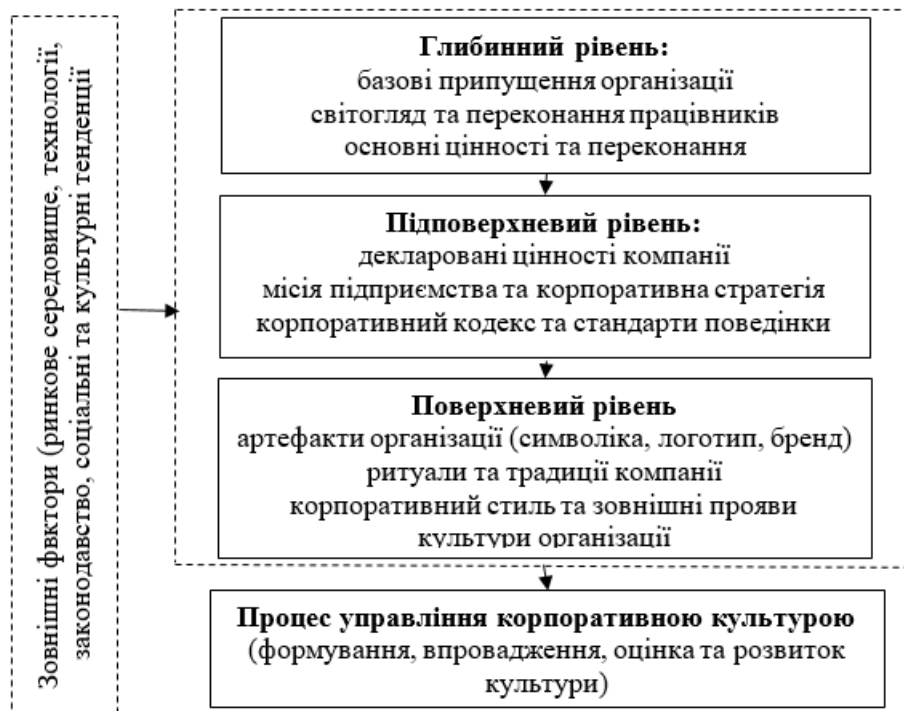 Зовнішні фвктори (ринкове середовище, технології,
законодавство, соціальні та культурні тенденції
Глибинний рівень:
базові припущення організації
світогляд та переконання працівників
основні цінності та переконання
Підповерхневий рівень:
декларовані цінності компанії
місія підприємства та корпоративна стратегія
корпоративний кодекс та стандарти поведінки
Поверхневий рівень
артефакти організації (символіка, логотип, бренд)
ритуали та традиції компанії
корпоративний стиль та зовнішні прояви
культури організації
Процес управління корпоративною культурою
(формування, впровадження, оцінка та розвиток
культури)